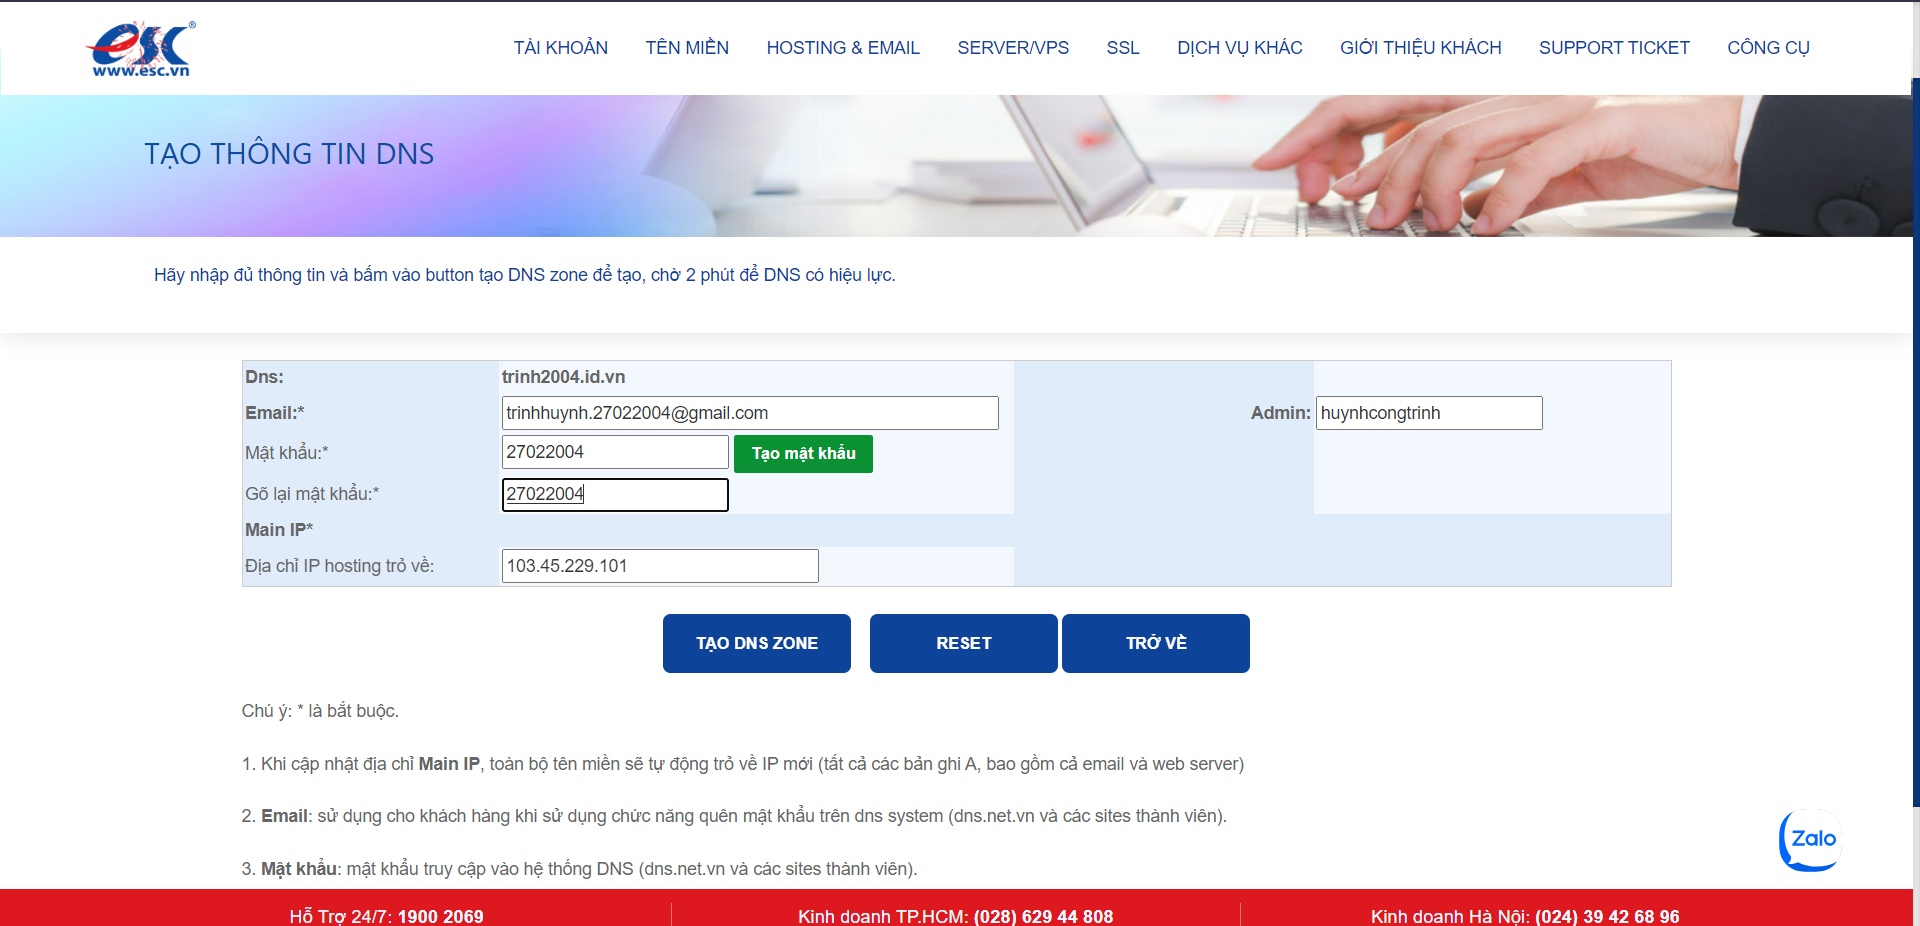 esc®
www.esc.vn
TÀI KHOẢN TÊN MIỀN HOSTING & EMAIL SERVER/VPS SSL DỊCH VỤ KHÁC GIỚI THIỆU KHÁCH SUPPORT TICKET CÔNG CỤ
TẠO THÔNG TIN DNS
Hãy nhập đủ thông tin và bấm vào button tạo DNS zone để tạo, chờ 2 phút để DNS có hiệu lực.
Dns: trinh2004.id.vn
Email:* trinhhuynh.27022004@gmail.com Admin: huynhcongtrinh
Mật khẩu:* 27022004 Tạo mật khẩu
Gõ lại mật khẩu:* 27022004
Main IP*
Địa chỉ IP hosting trỏ về: 103.45.229.101
TẠO DNS ZONE RESET TRỞ VỀ
Chú ý: * là bắt buộc.
1. Khi cập nhật địa chỉ Main IP, toàn bộ tên miền sẽ tự động trỏ về IP mới (tất cả các bản ghi A, bao gồm cả email và web server)
2. Email: sử dụng cho khách hàng khi sử dụng chức năng quên mật khẩu trên dns system (dns.net.vn và các sites thành viên).
3. Mật khẩu: mật khẩu truy cập vào hệ thống DNS (dns.net.vn và các sites thành viên).
Zalo
Hỗ Trợ 24/7: 1900 2069 Kinh doanh TP.HCM: (028) 629 44 808 Kinh doanh Hà Nội: (024) 39 42 68 96